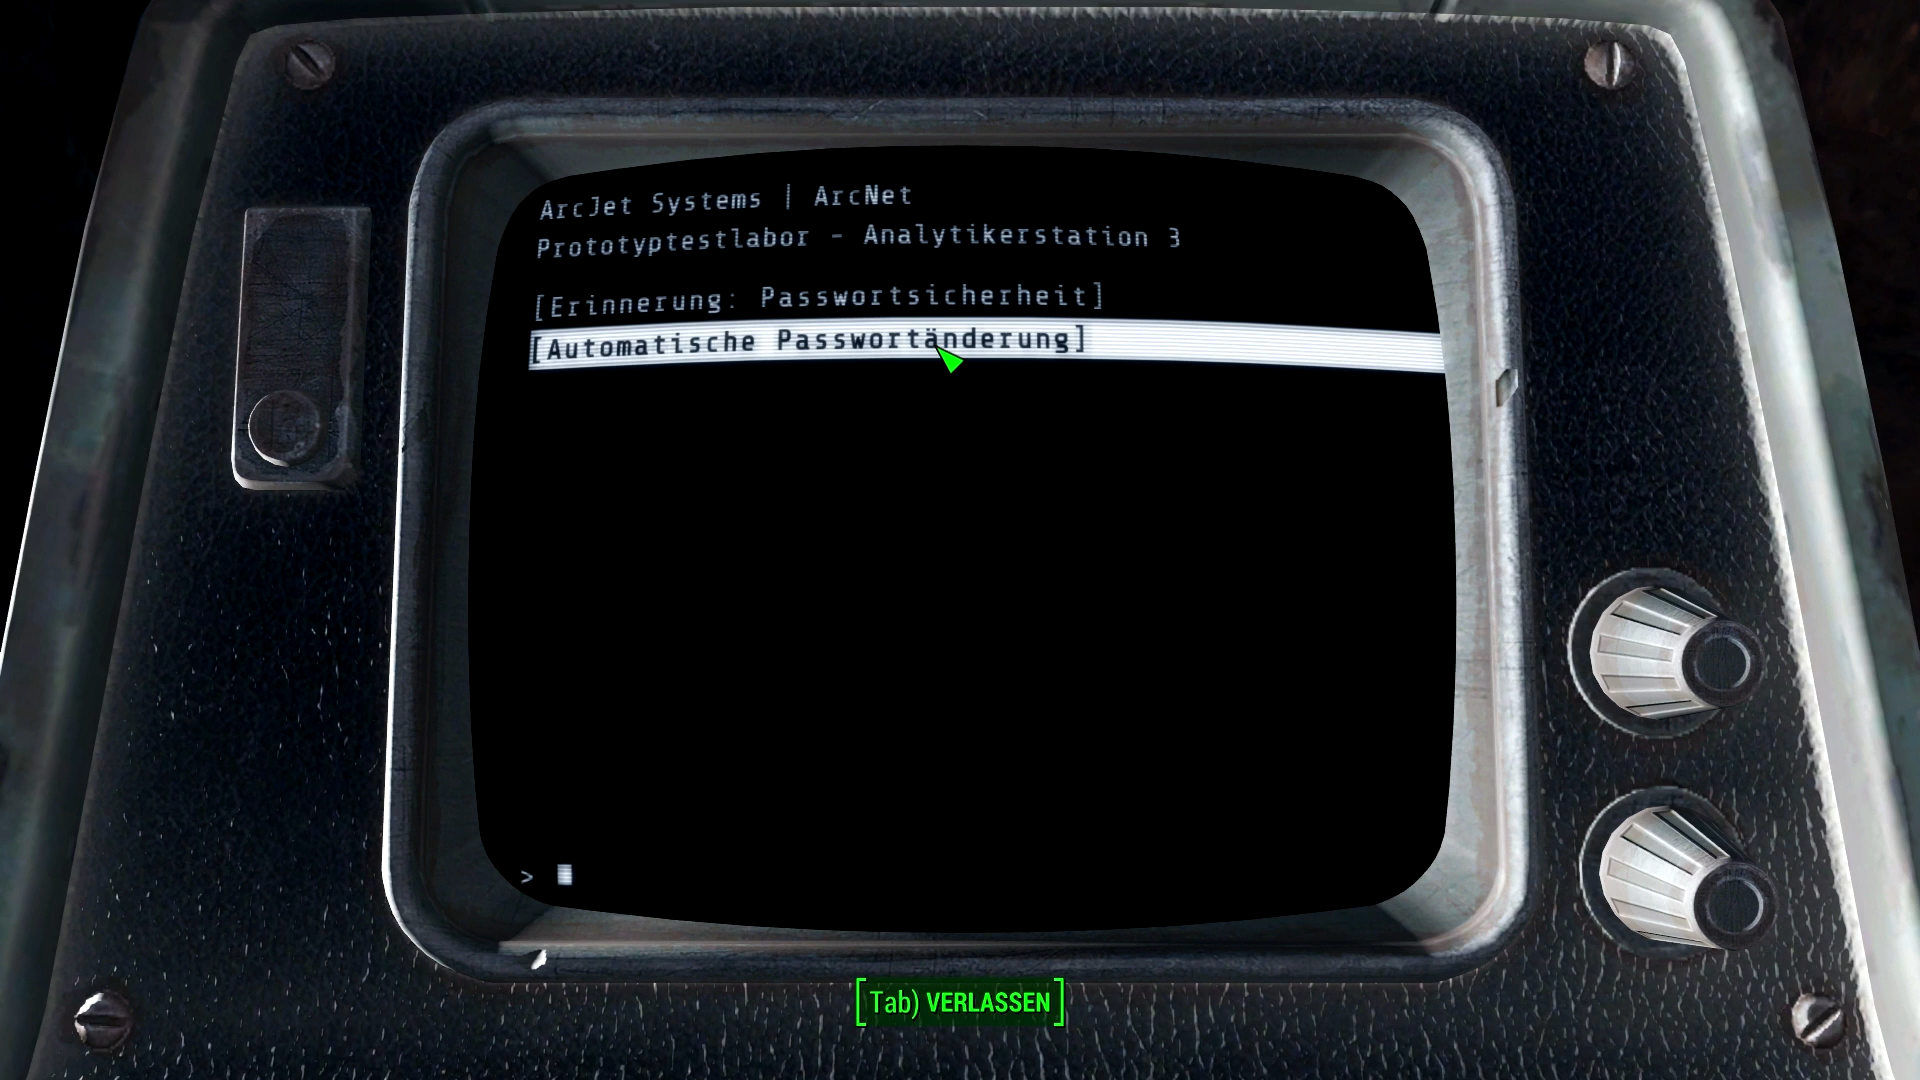 ArcJet Systems | ArcNet
Prototyptestlabor - Analytikerstation 3
[Erinnerung: Passwortsicherheit]
[Automatische Passwortänderung]
>
[Tab) VERLASSEN]